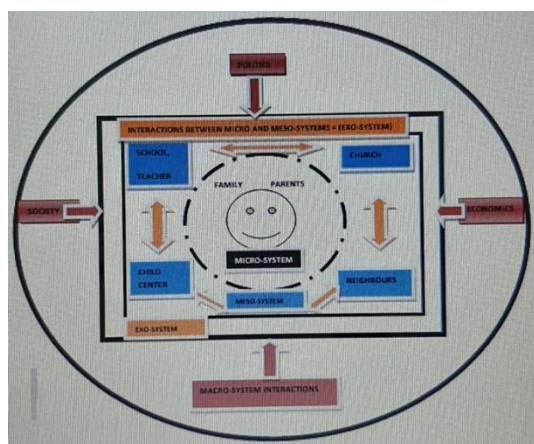 POLITICS
INTERACTIONS BETWEEN MICRO AND MESO-SYSTEMS = (EXO-SYSTEM)
SCHOOL,
TEACHER
CHURCH
FAMILY PARENTS
SOCIETY
ECONOMICS
MICRO-SYSTEM
CHILD
CENTER
MESO-SYSTEM
NEIGHBOURS
EXO-SYSTEM
MACRO-SYSTEM INTERACTIONS